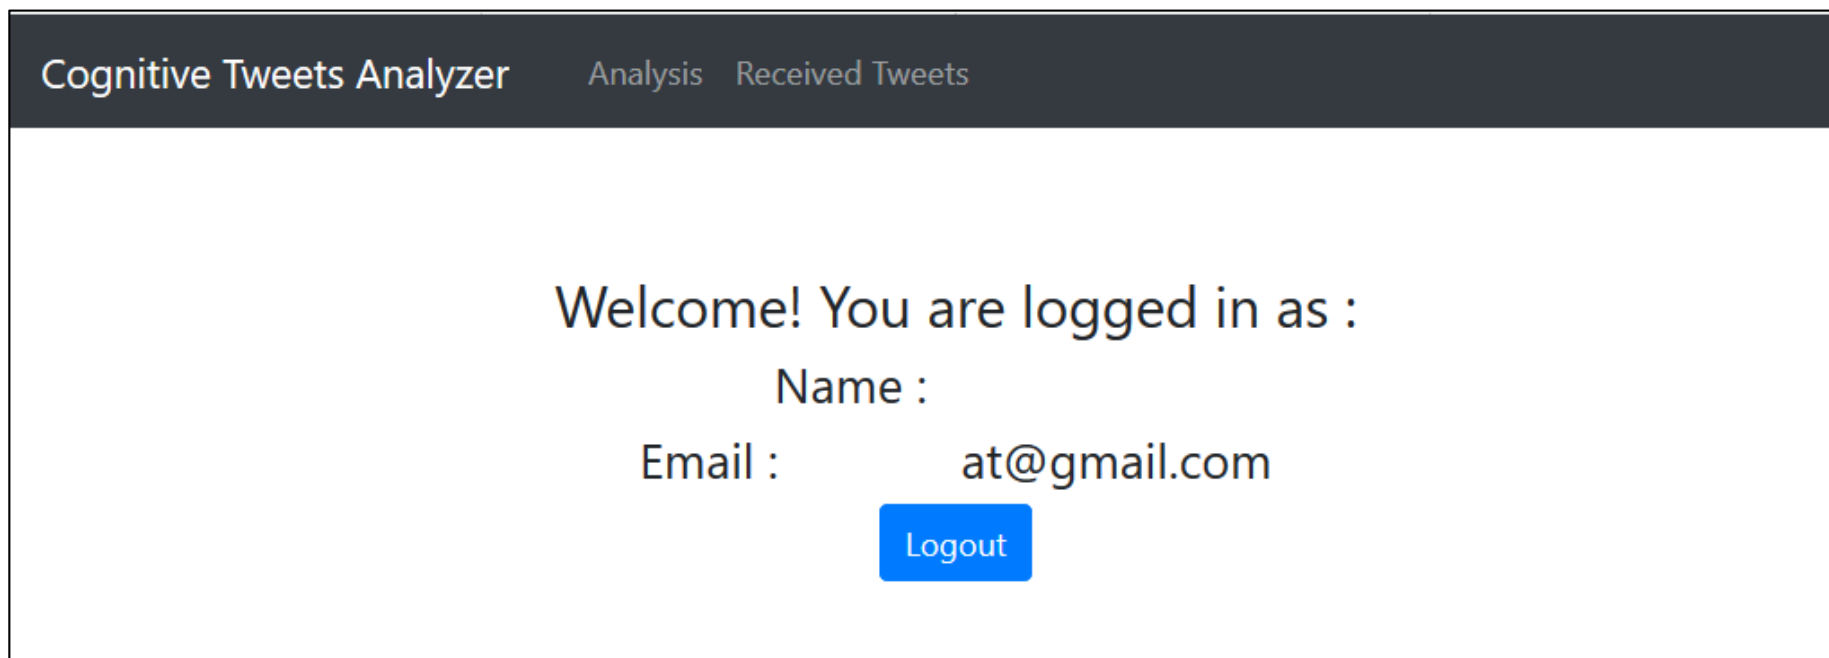 Cognitive Tweets Analyzer Analysis Received Tweets
Welcome! You are logged in as :
Name :
Email : at@gmail.com
Logout